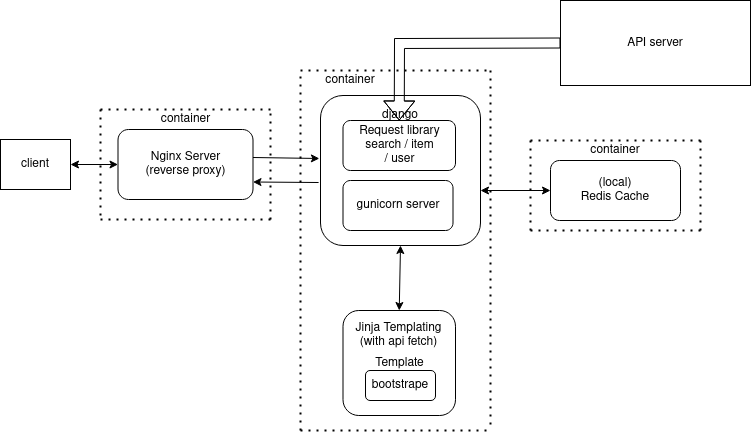 API server
container
django
Request library
search / item
/ user
gunicorn server
container
Nginx Server
(reverse proxy)
client
container
(local)
Redis Cache
Jinja Templating
(with api fetch)
Template
bootstrape